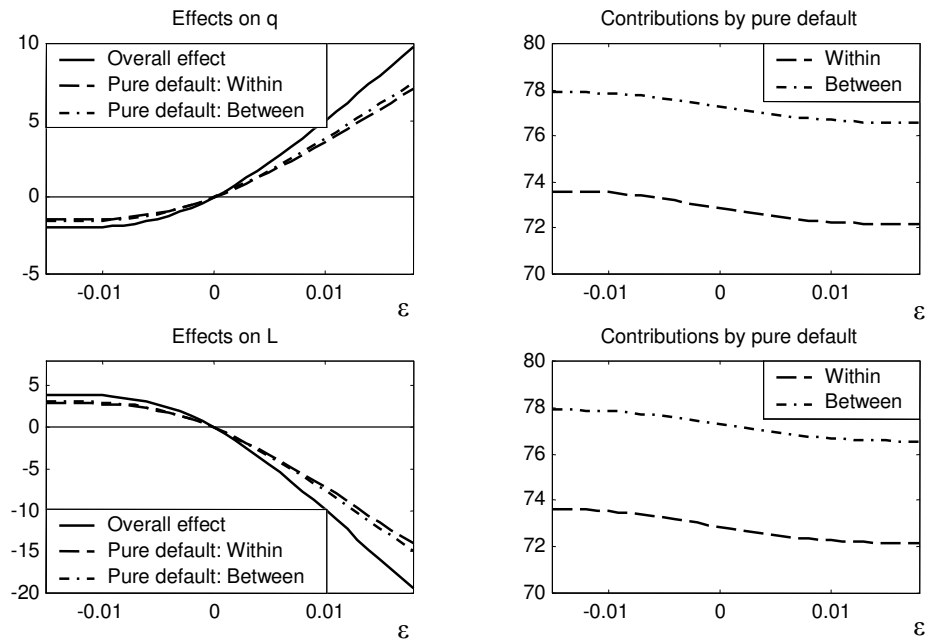 Effects on q
10
5
0
-5
Overall effect
Pure default: Within
Pure default: Between
-0.01
0
0.01
ε
Contributions by pure default
80
78
76
74
72
70
Within
Between
-0.01
0
0.01
ε
Effects on L
5
0
-5
-10
-15
-20
Overall effect
Pure default: Within
Pure default: Between
-0.01
0
0.01
ε
Contributions by pure default
80
78
76
74
72
70
Within
Between
-0.01
0
0.01
ε